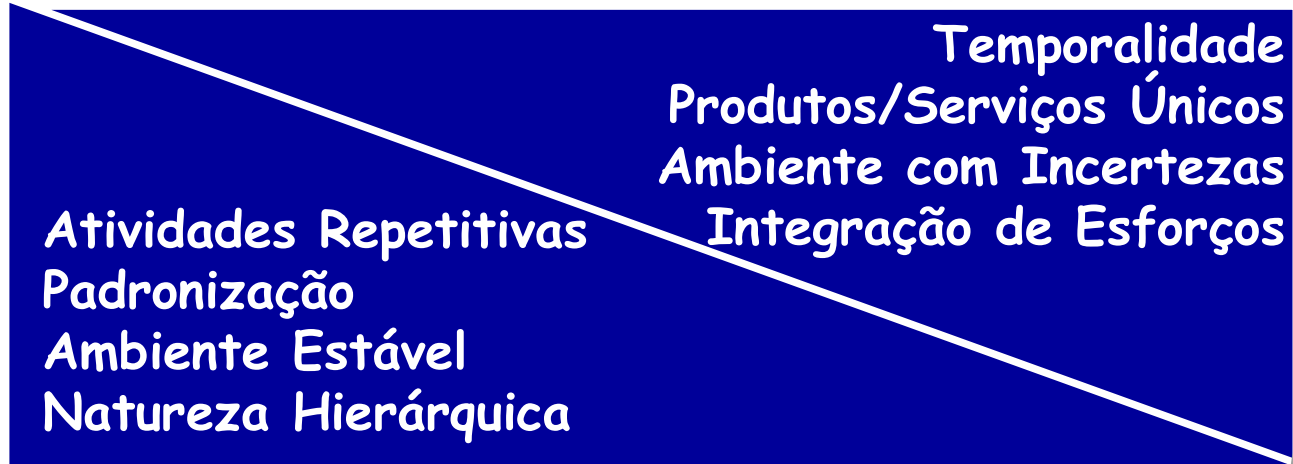 Temporalidade
Produtos/Serviços Únicos
Ambiente com Incertezas
Integração de Esforços
Atividades Repetitivas
Padronização
Ambiente Estável
Natureza Hierárquica